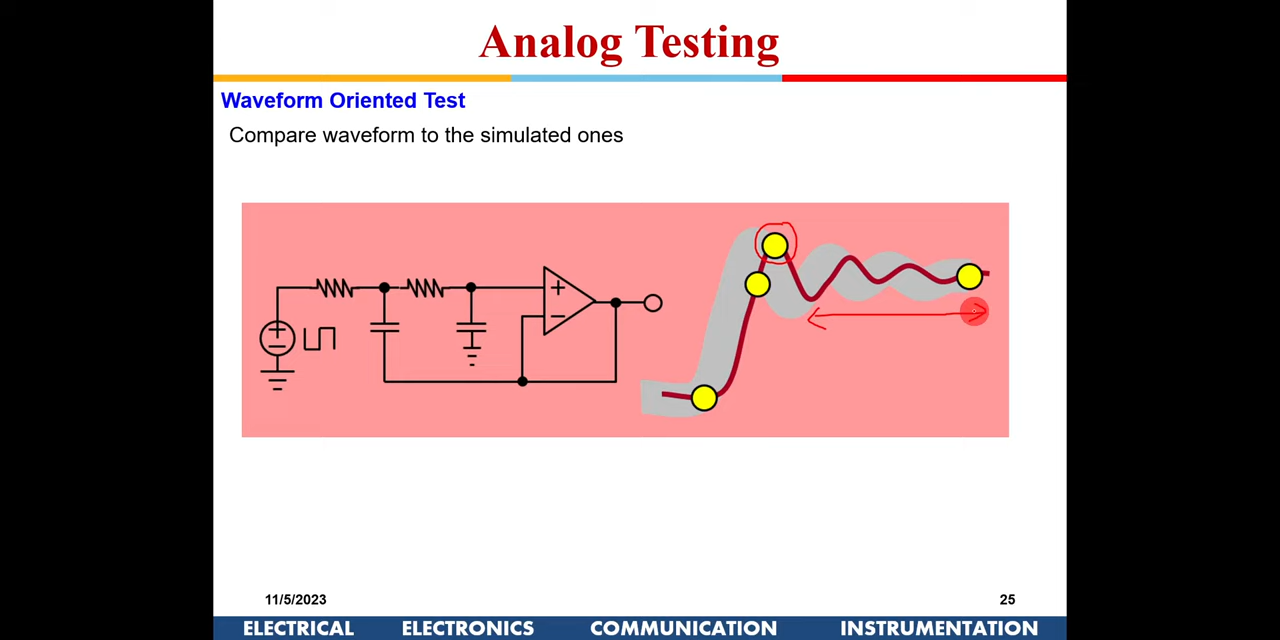 Analog Testing
Waveform Oriented Test
Compare waveform to the simulated ones
+
−
+
−
11/5/2023
25
ELECTRICAL ELECTRONICS COMMUNICATION INSTRUMENTATION